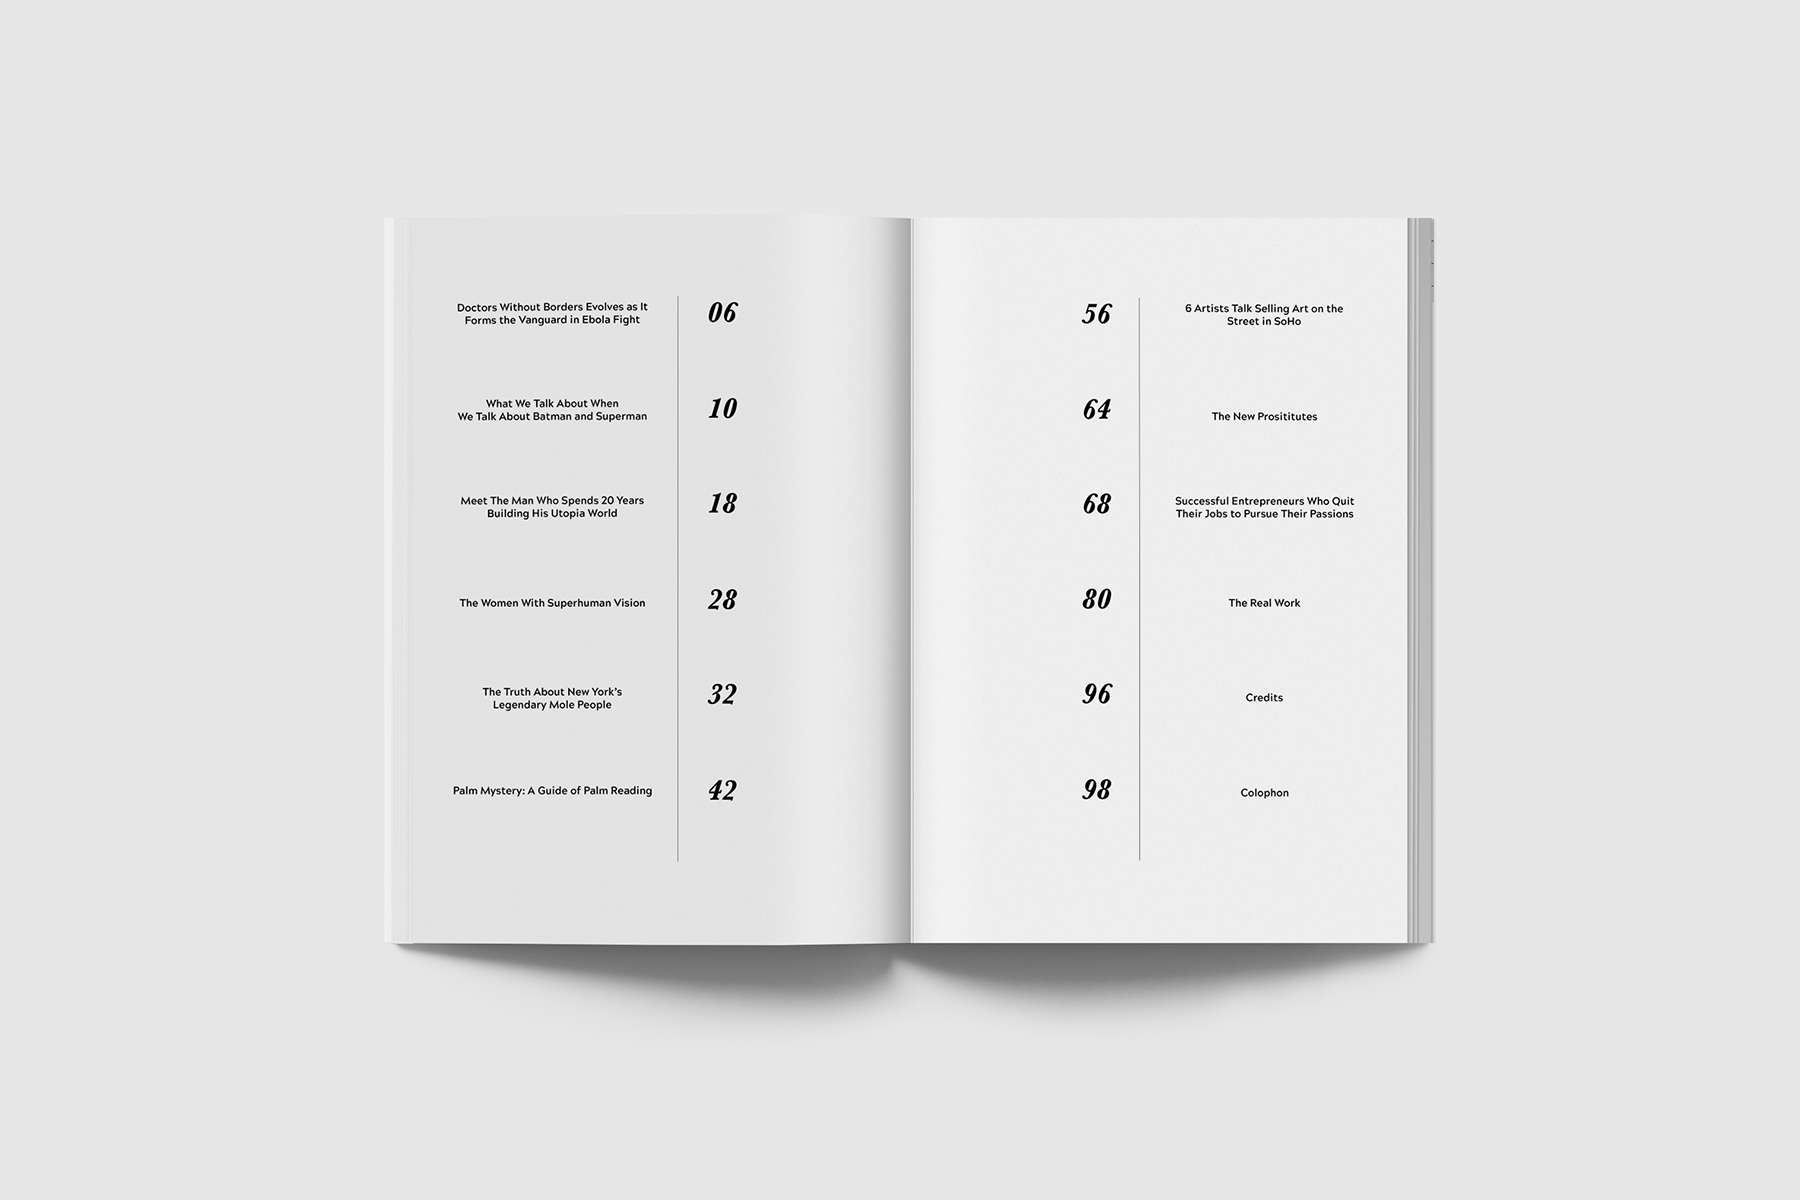 Doctors Without Borders Evolves as It
Forms the Vanguard in Ebola Fight
06
What We Talk About When
We Talk About Batman and Superman
10
Meet The Man Who Spends 20 Years
Building His Utopia World
18
The Women With Superhuman Vision
28
The Truth About New York's
Legendary Mole People
32
Palm Mystery: A Guide of Palm Reading
42
56
6 Artists Talk Selling Art on the
Street in SoHo
64
The New Prosititutes
68
Successful Entrepreneurs Who Quit
Their Jobs to Pursue Their Passions
80
The Real Work
96
Credits
98
Colophon